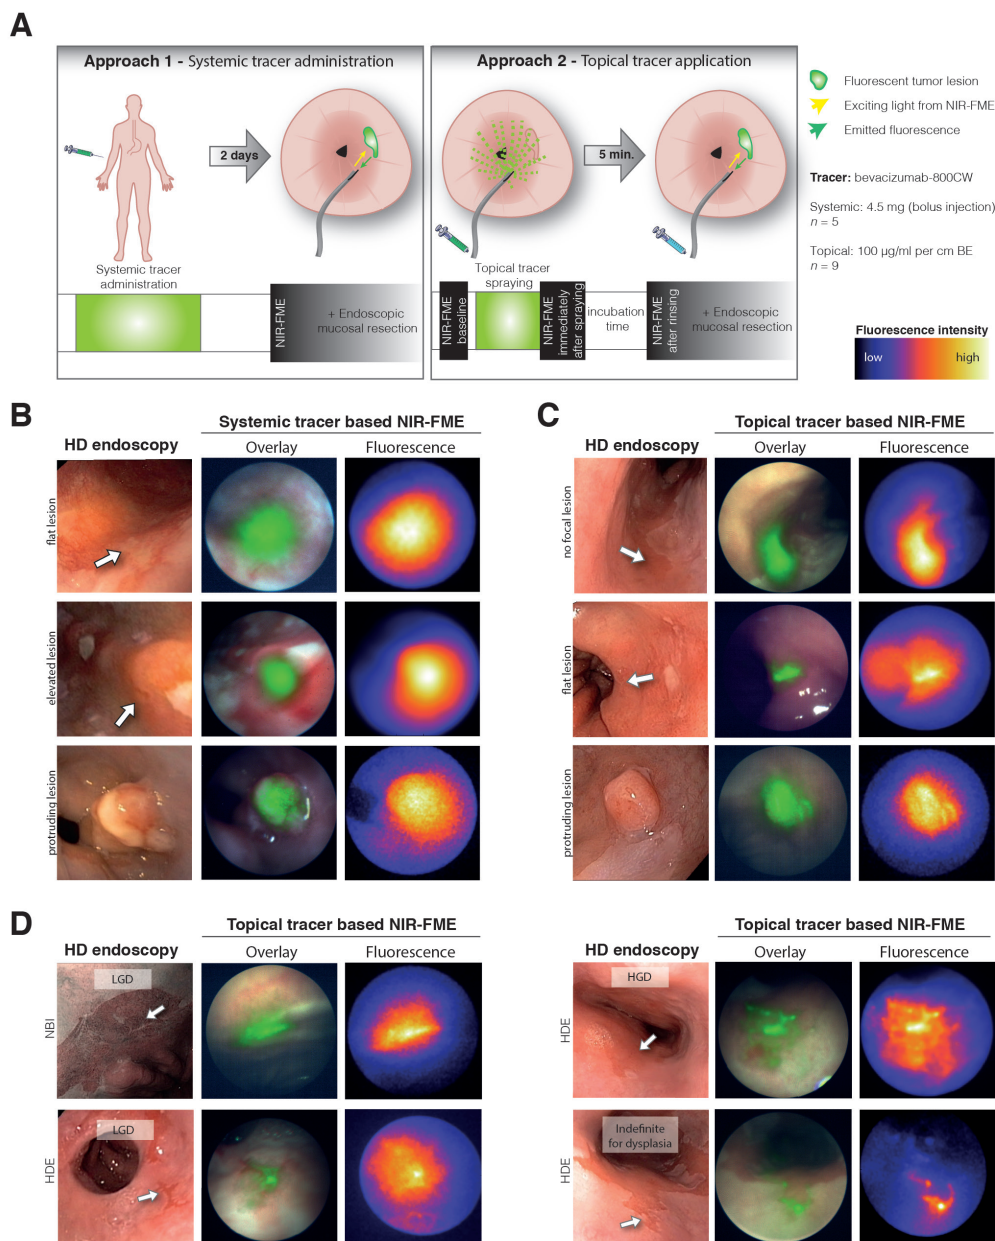 A
Approach 1 - Systemic tracer administration
2 days
Systemic tracer
administration
NIR-FME
+ Endoscopic
mucosal resection
Approach 2 - Topical tracer application
5 min.
Topical tracer
spraying
NIR-FME
baseline
NIR-FME
immediately
after spraying
incubation
time
NIR-FME
after rinsing
+ Endoscopic
mucosal resection
Fluorescent tumor lesion
Exciting light from NIR-FME
Emitted fluorescence
Tracer: bevacizumab-800CW
Systemic: 4.5 mg (bolus injection)
n = 5
Topical: 100 µg/ml per cm BE
n = 9
Fluorescence intensity
low high
B
Systemic tracer based NIR-FME
HD endoscopy Overlay Fluorescence
flat lesion
elevated lesion
protruding lesion
C
Topical tracer based NIR-FME
HD endoscopy Overlay Fluorescence
no focal lesion
flat lesion
protruding lesion
D
Topical tracer based NIR-FME
HD endoscopy Overlay Fluorescence
NBI
LGD
HDE
LGD
Topical tracer based NIR-FME
HD endoscopy Overlay Fluorescence
HDE
HGD
HDE
Indefinite
for dysplasia